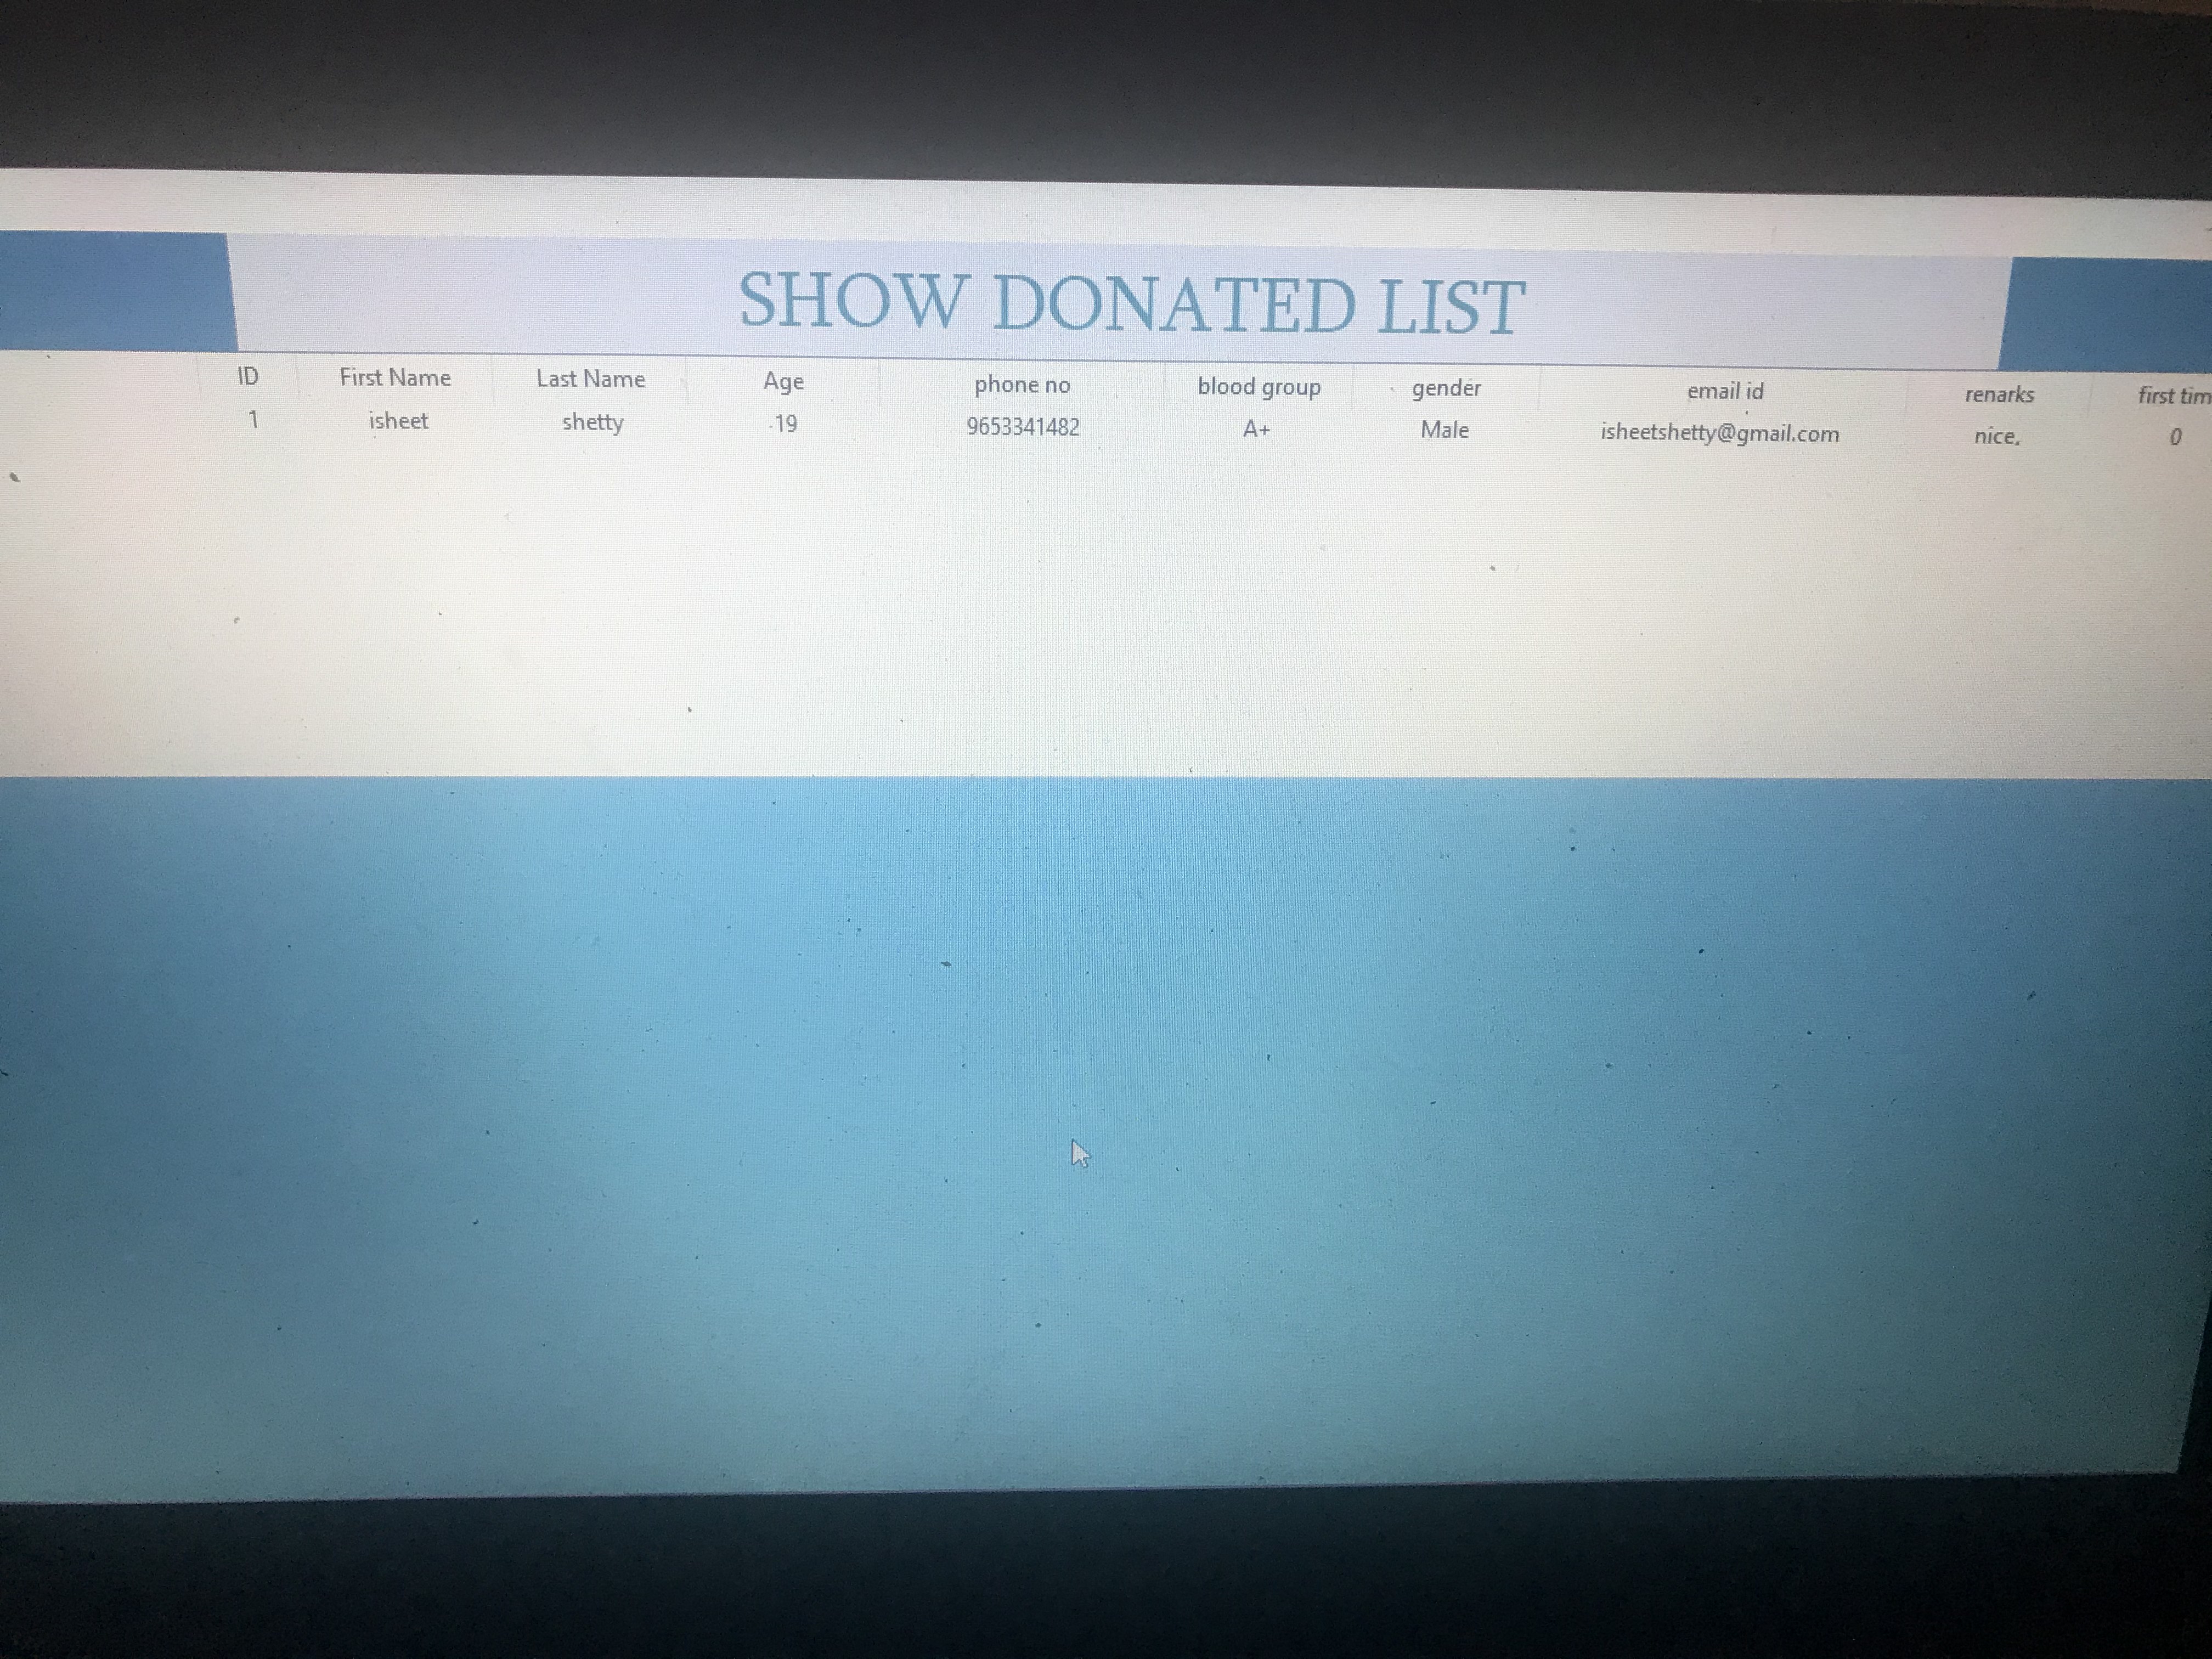 SHOW DONATED LIST
ID First Name Last Name Age phone no blood group gender email id renarks first tim
1 isheet shetty 19 9653341482 A+ Male isheetshetty@gmail.com nice. 0